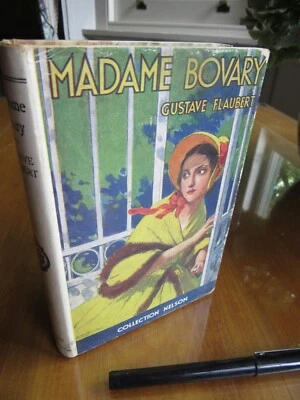 MADAME BOVARY
GUSTAVE FLAUBERT
COLLECTION NELSON